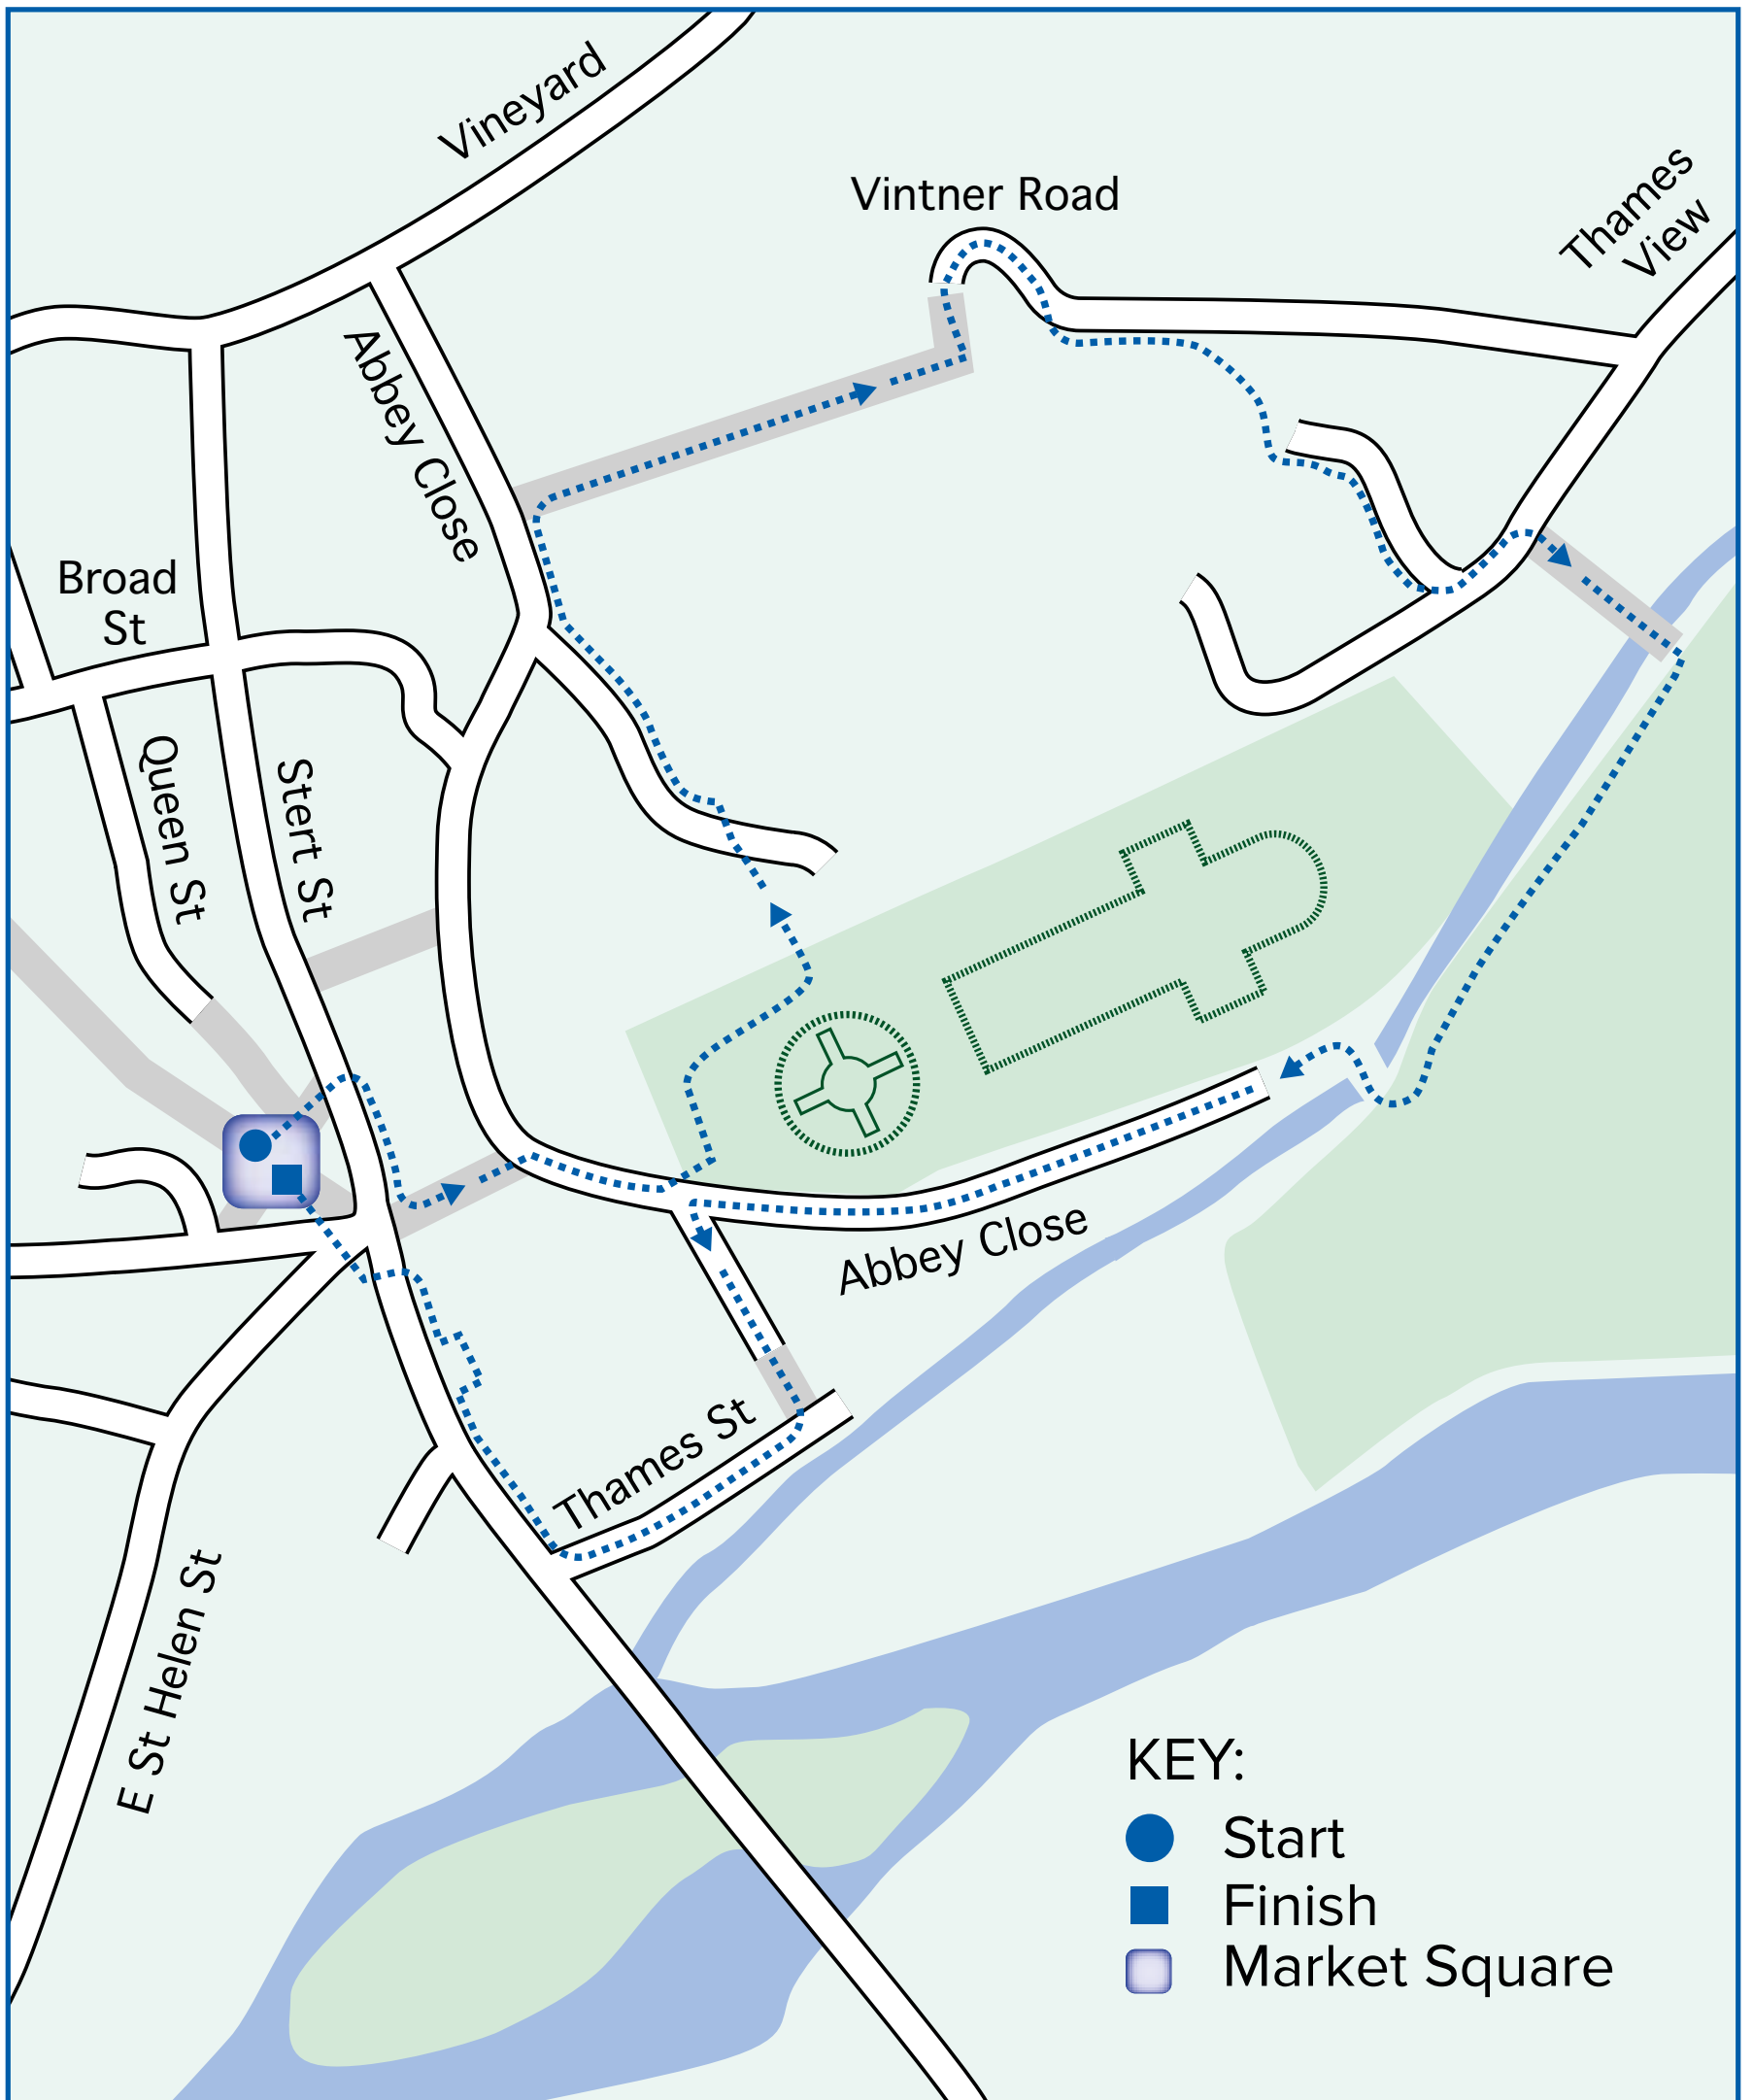 Vineyard
Vintner Road
Thames
View
Abbey Close
Broad
St
Queen St
Stert St
Abbey Close
Thames St
E St Helen St
KEY:
Start
Finish
Market Square